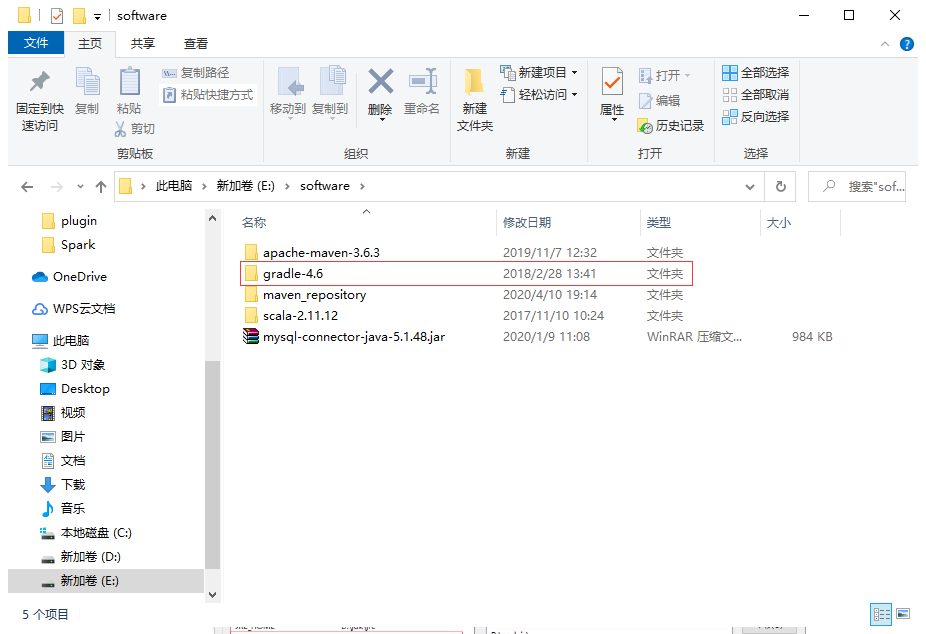 software
文件 主页 共享 查看
固定到快速访问
复制
粘贴
复制路径
粘贴快捷方式
剪切
剪贴板
移动到
复制到
删除
重命名
组织
新建文件夹
新建项目
轻松访问
新建
属性
打开
编辑
历史记录
打开
全部选择
全部取消
反向选择
选择
此电脑 > 新加卷 (E:) > software >
搜索"sof...
plugin
Spark
OneDrive
WPS云文档
此电脑
3D 对象
Desktop
视频
图片
文档
下载
音乐
本地磁盘 (C:)
新加卷 (D:)
新加卷 (E:)
名称 修改日期 类型 大小
apache-maven-3.6.3 2019/11/7 12:32 文件夹
gradle-4.6 2018/2/28 13:41 文件夹
maven_repository 2020/4/10 19:14 文件夹
scala-2.11.12 2017/11/10 10:24 文件夹
mysql-connector-java-5.1.48.jar 2020/1/9 11:08 WinRAR 压缩文... 984 KB
5 个项目